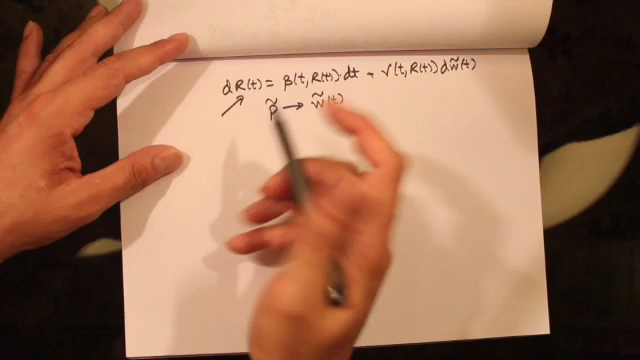 dR(t) = β(t, R(t))·dt + γ(t, R(t)) dw̃(t)
p̃ → w̃(t)